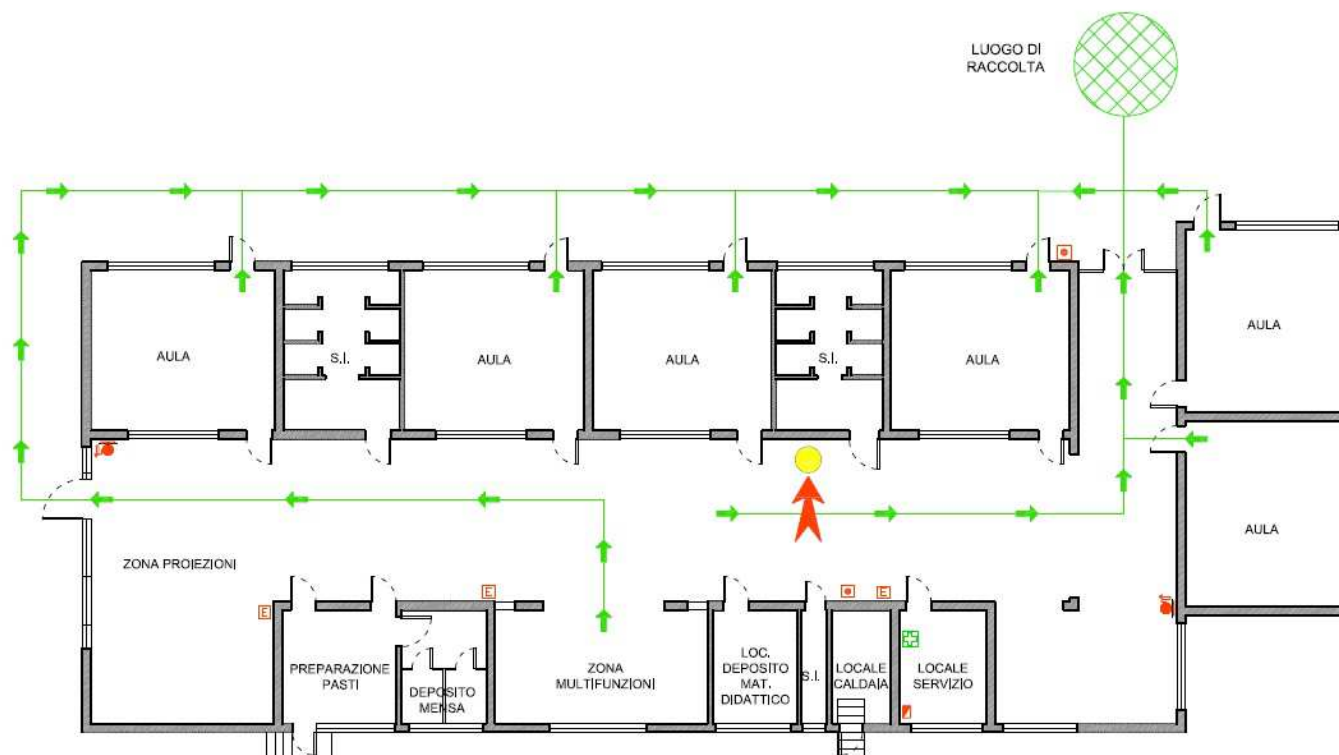 LUOGO DI
RACCOLTA
AULA
S.I.
AULA
AULA
S.I.
AULA
AULA
AULA
ZONA PROIEZIONI
E
E
E
PREPARAZIONE
PASTI
DEPOSITO
MENSA
ZONA
MULTIFUNZIONI
LOC.
DEPOSITO
MAT.
DIDATTICO
S.I.
LOCALE
CALDAIA
LOCALE
SERVIZIO